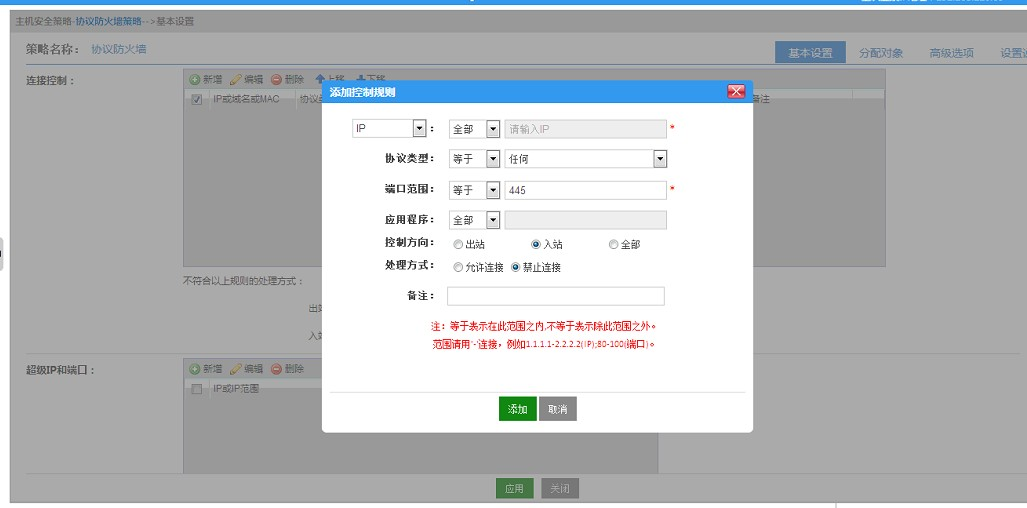 主机安全策略-协议防火墙策略-->基本设置
策略名称： 协议防火墙
基本设置 分配对象 高级选项
连接控制： 新增 编辑 删除 上移 下移
IP或域名或MAC 备注
添加控制规则
IP ： 全部 请输入IP *
协议类型： 等于 任何
端口范围： 等于 445 *
应用程序： 全部
控制方向： 出站 入站 全部
处理方式： 允许连接 禁止连接
备注：
注：等于表示在此范围之内,不等于表示除此范围之外。
范围请用'-'连接，例如1.1.1.1-2.2.2.2(IP);80-100(端口)。
添加 取消
不符合以上规则的处理方式：
超级IP和端口： 新增 编辑 删除
IP或IP范围
应用 关闭